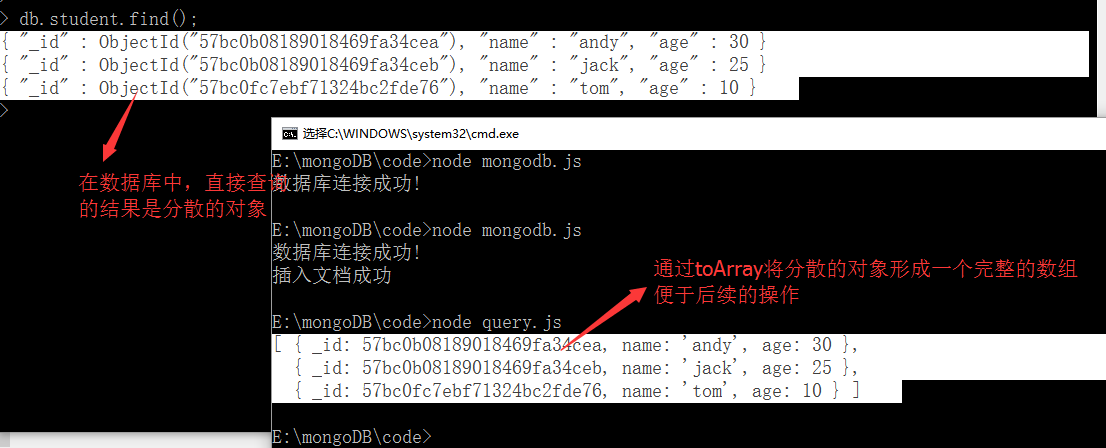 > db.student.find();
{ "_id" : ObjectId("57bc0b08189018469fa34cea"), "name" : "andy", "age" : 30 }
{ "_id" : ObjectId("57bc0b08189018469fa34ceb"), "name" : "jack", "age" : 25 }
{ "_id" : ObjectId("57bc0fc7ebf71324bc2fde76"), "name" : "tom", "age" : 10 }
>
在数据库中，直接查询
的结果是分散的对象
选择C:\WINDOWS\system32\cmd.exe
E:\mongoDB\code>node mongodb.js
数据库连接成功!
E:\mongoDB\code>node mongodb.js
数据库连接成功!
插入文档成功
通过toArray将分散的对象形成一个完整的数组
便于后续的操作
E:\mongoDB\code>node query.js
[ { _id: 57bc0b08189018469fa34cea, name: 'andy', age: 30 },
{ _id: 57bc0b08189018469fa34ceb, name: 'jack', age: 25 },
{ _id: 57bc0fc7ebf71324bc2fde76, name: 'tom', age: 10 } ]
E:\mongoDB\code>